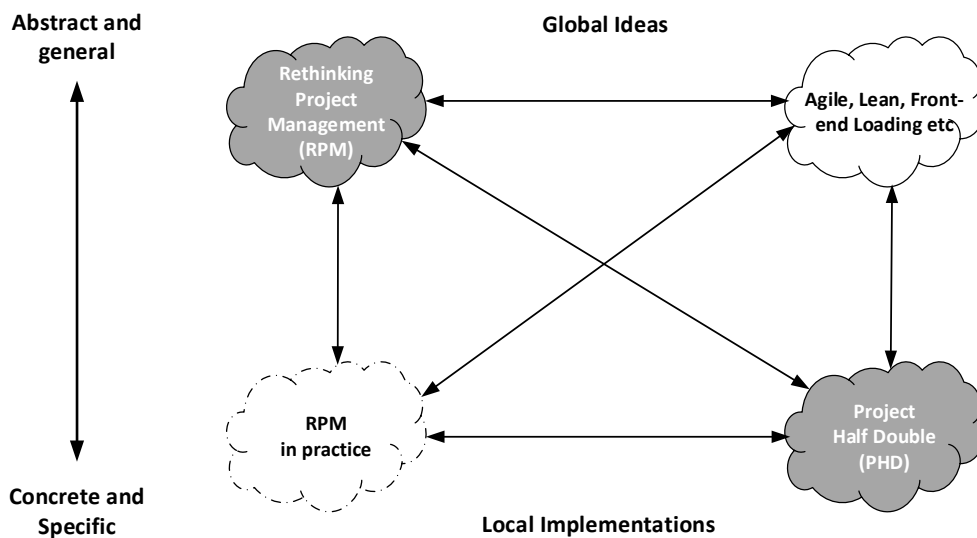 Abstract and
general
Global Ideas
Rethinking
Project
Management
(RPM)
Agile, Lean, Front-
end Loading etc
RPM
in practice
Project
Half Double
(PHD)
Concrete and
Specific
Local Implementations